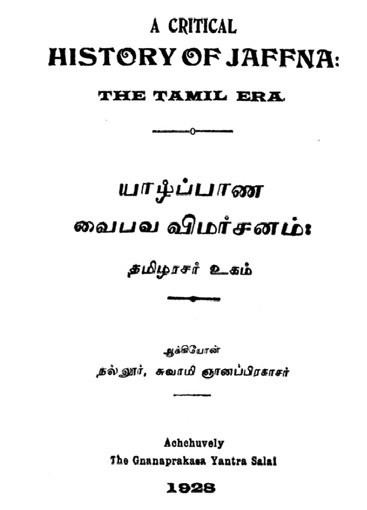 A CRITICAL
HISTORY OF JAFFNA:
THE TAMIL ERA
யாழ்ப்பாண
வைபவ விமர்சனம்:
தமிழரசர் உகம்
ஆக்கியோன்
நல்லூர், சுவாமி ஞானப்பிரகாசர்
Achchuvely
The Gnanaprakasa Yantra Salai
1928